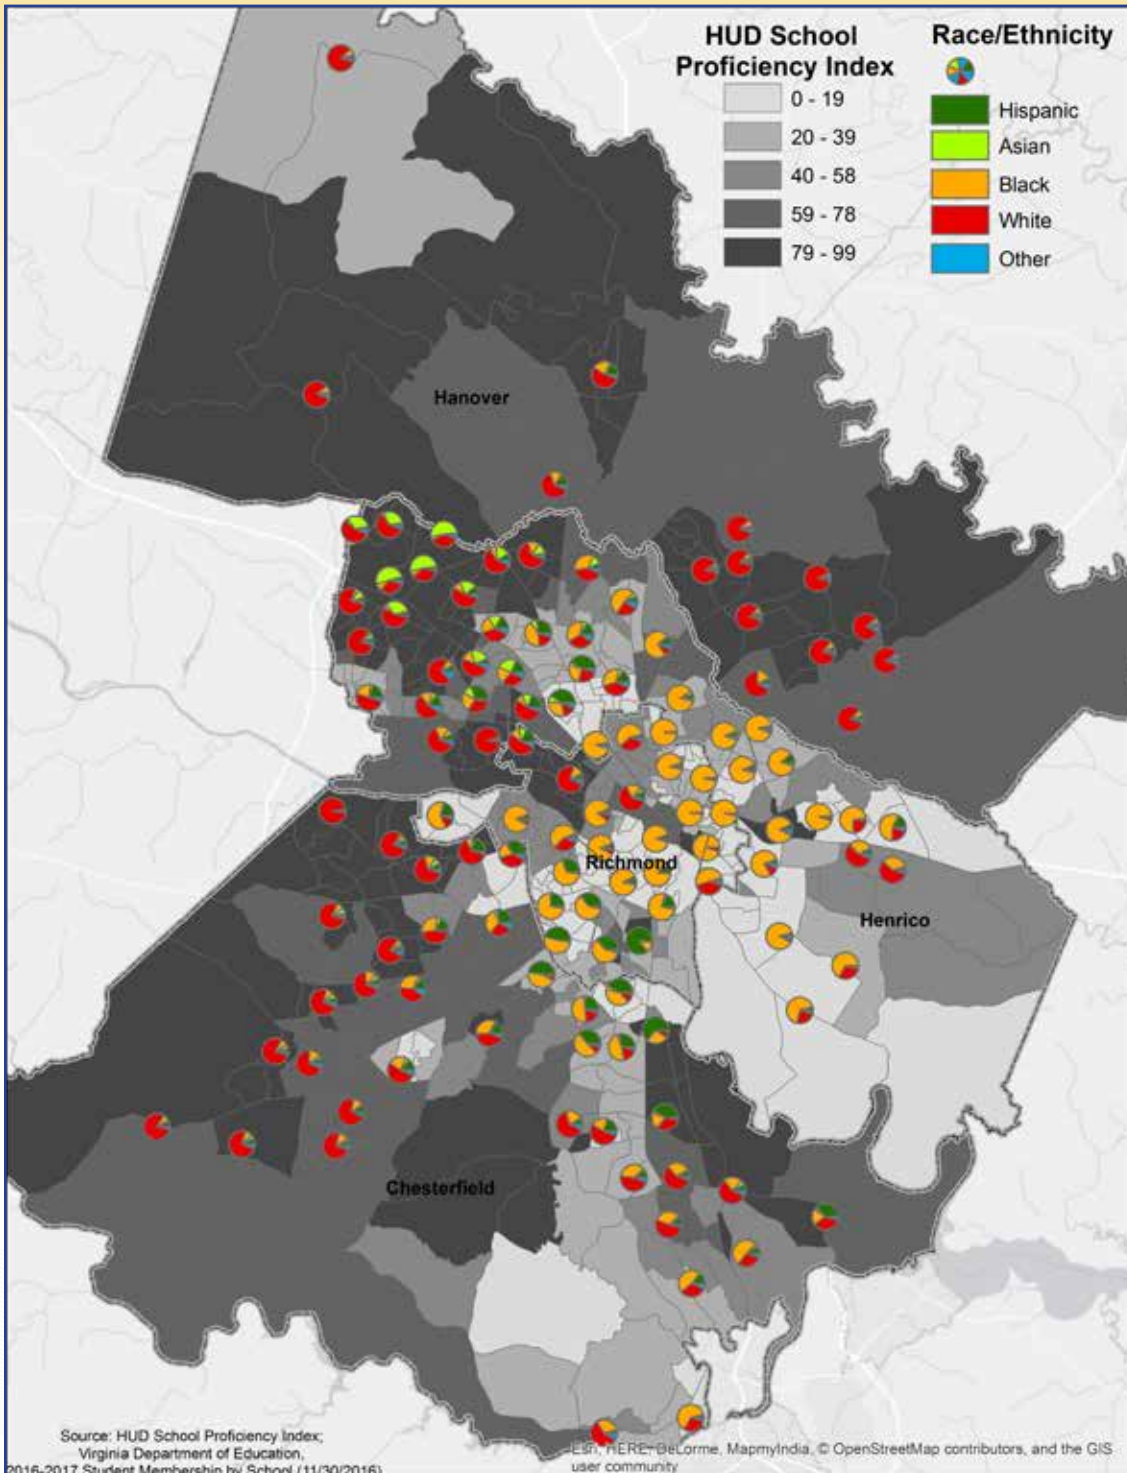 HUD School
Proficiency Index
0 - 19
20 - 39
40 - 58
59 - 78
79 - 99
Race/Ethnicity
Hispanic
Asian
Black
White
Other
Hanover
Richmond
Henrico
Chesterfield
Source: HUD School Proficiency Index;
Virginia Department of Education,
2016-2017 Student Membership by School (11/30/2016)
Esri, HERE, DeLorme, MapmyIndia, © OpenStreetMap contributors, and the GIS
user community